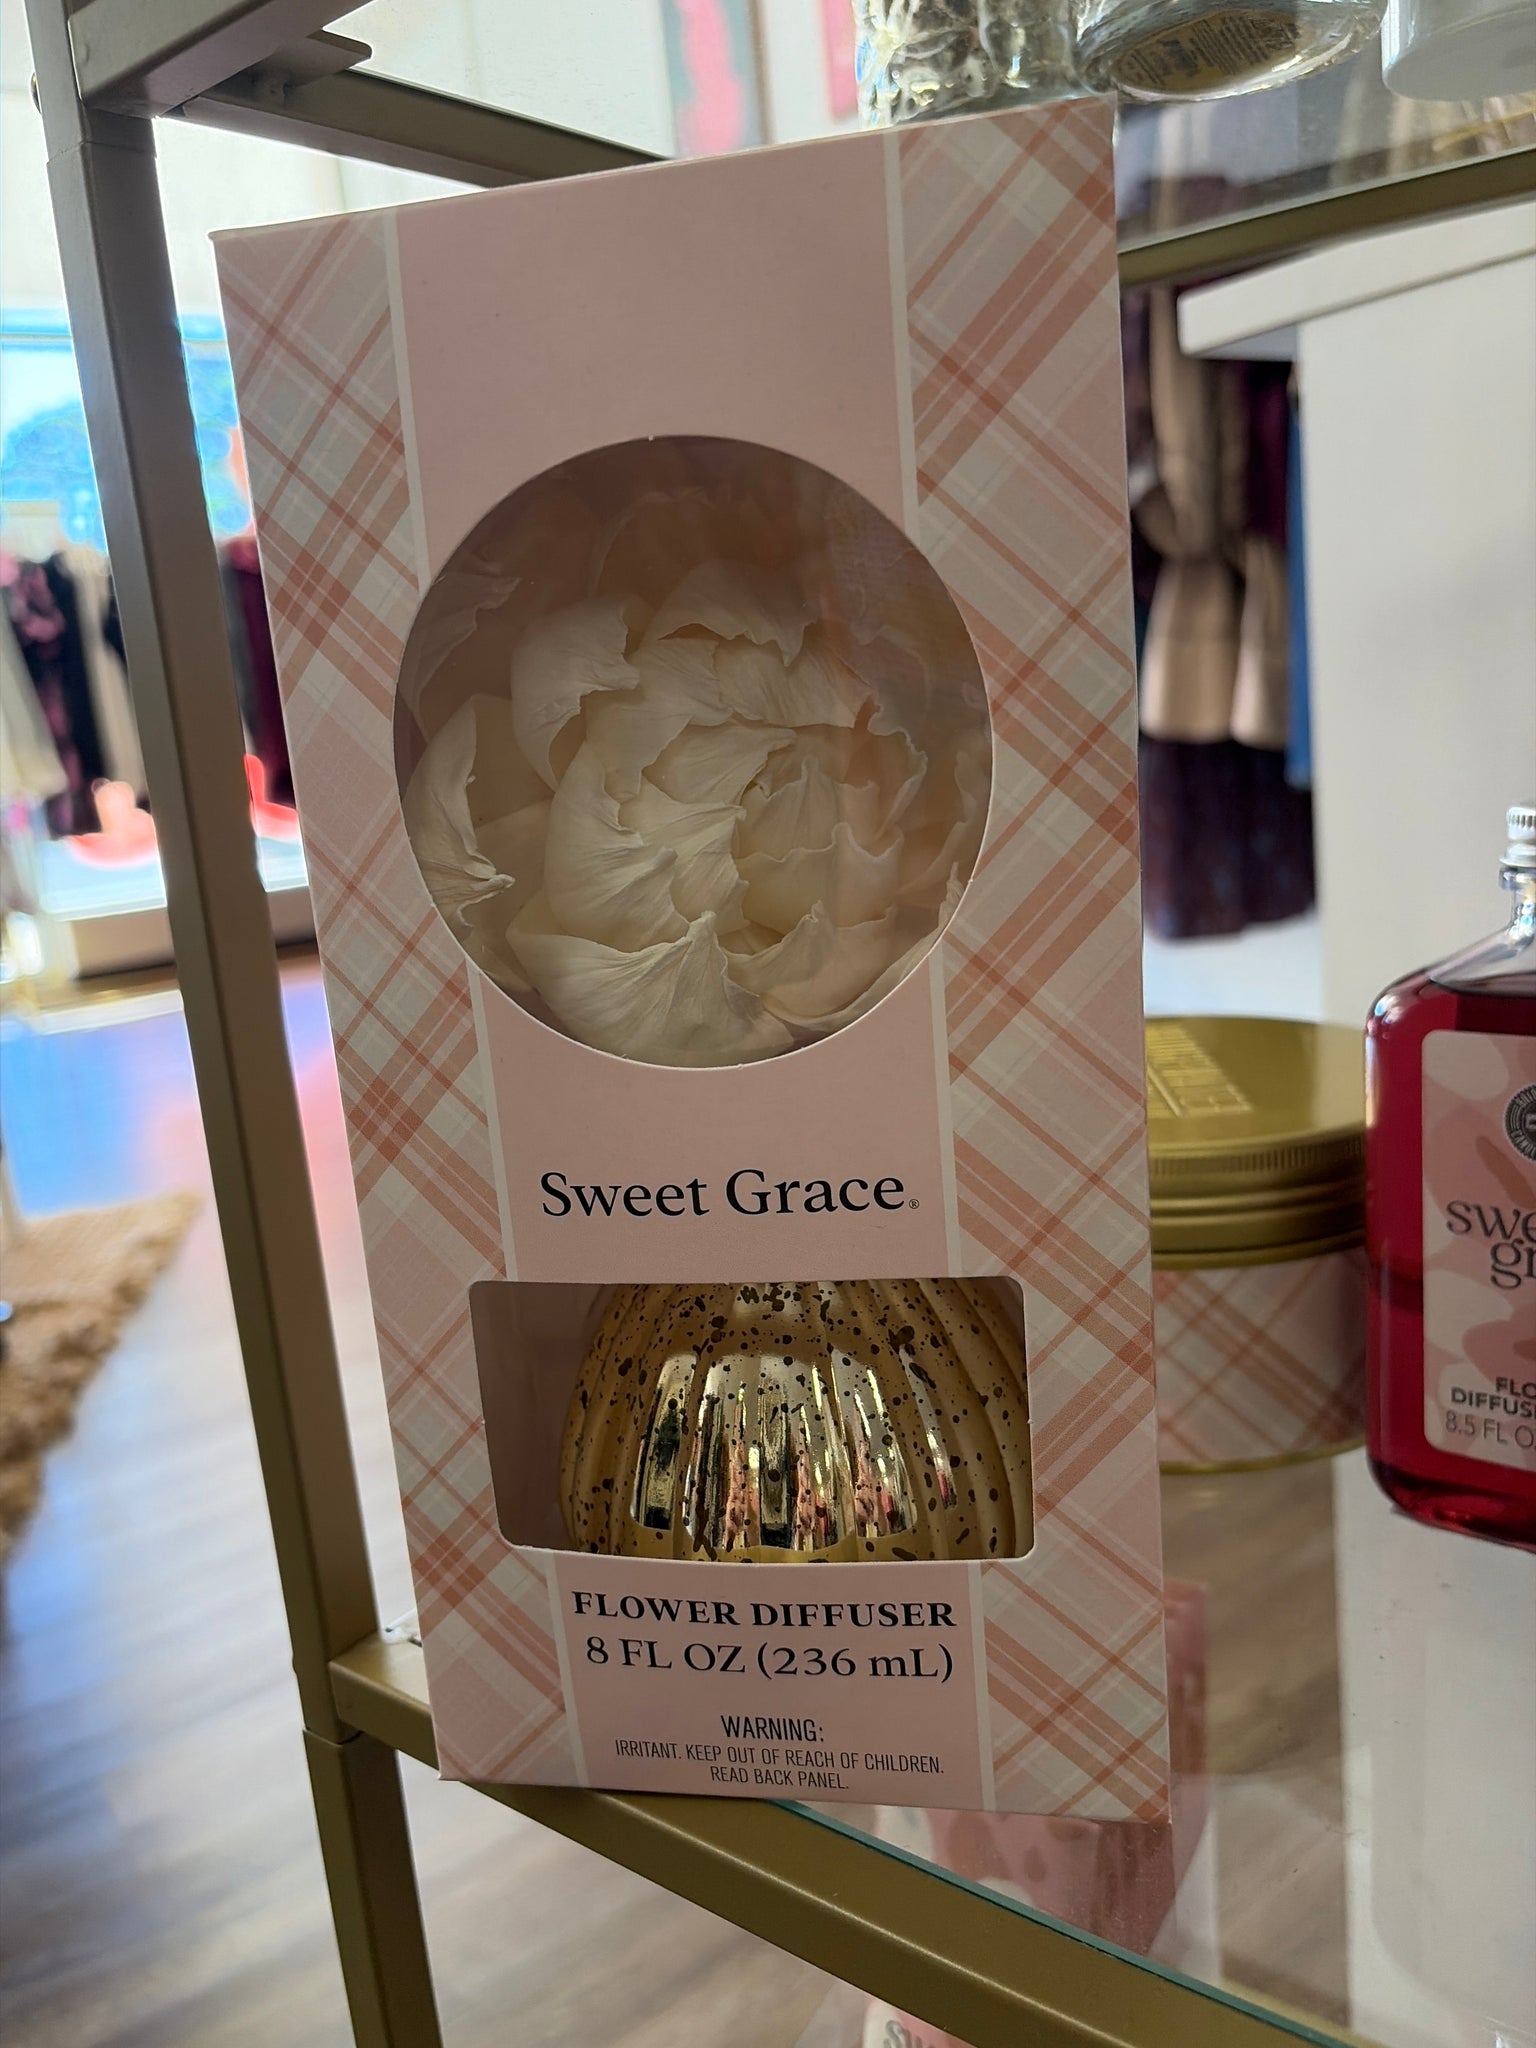 Sweet Grace®
FLOWER DIFFUSER
8 FL OZ (236 mL)
WARNING:
IRRITANT. KEEP OUT OF REACH OF CHILDREN.
READ BACK PANEL.
8.5 FL